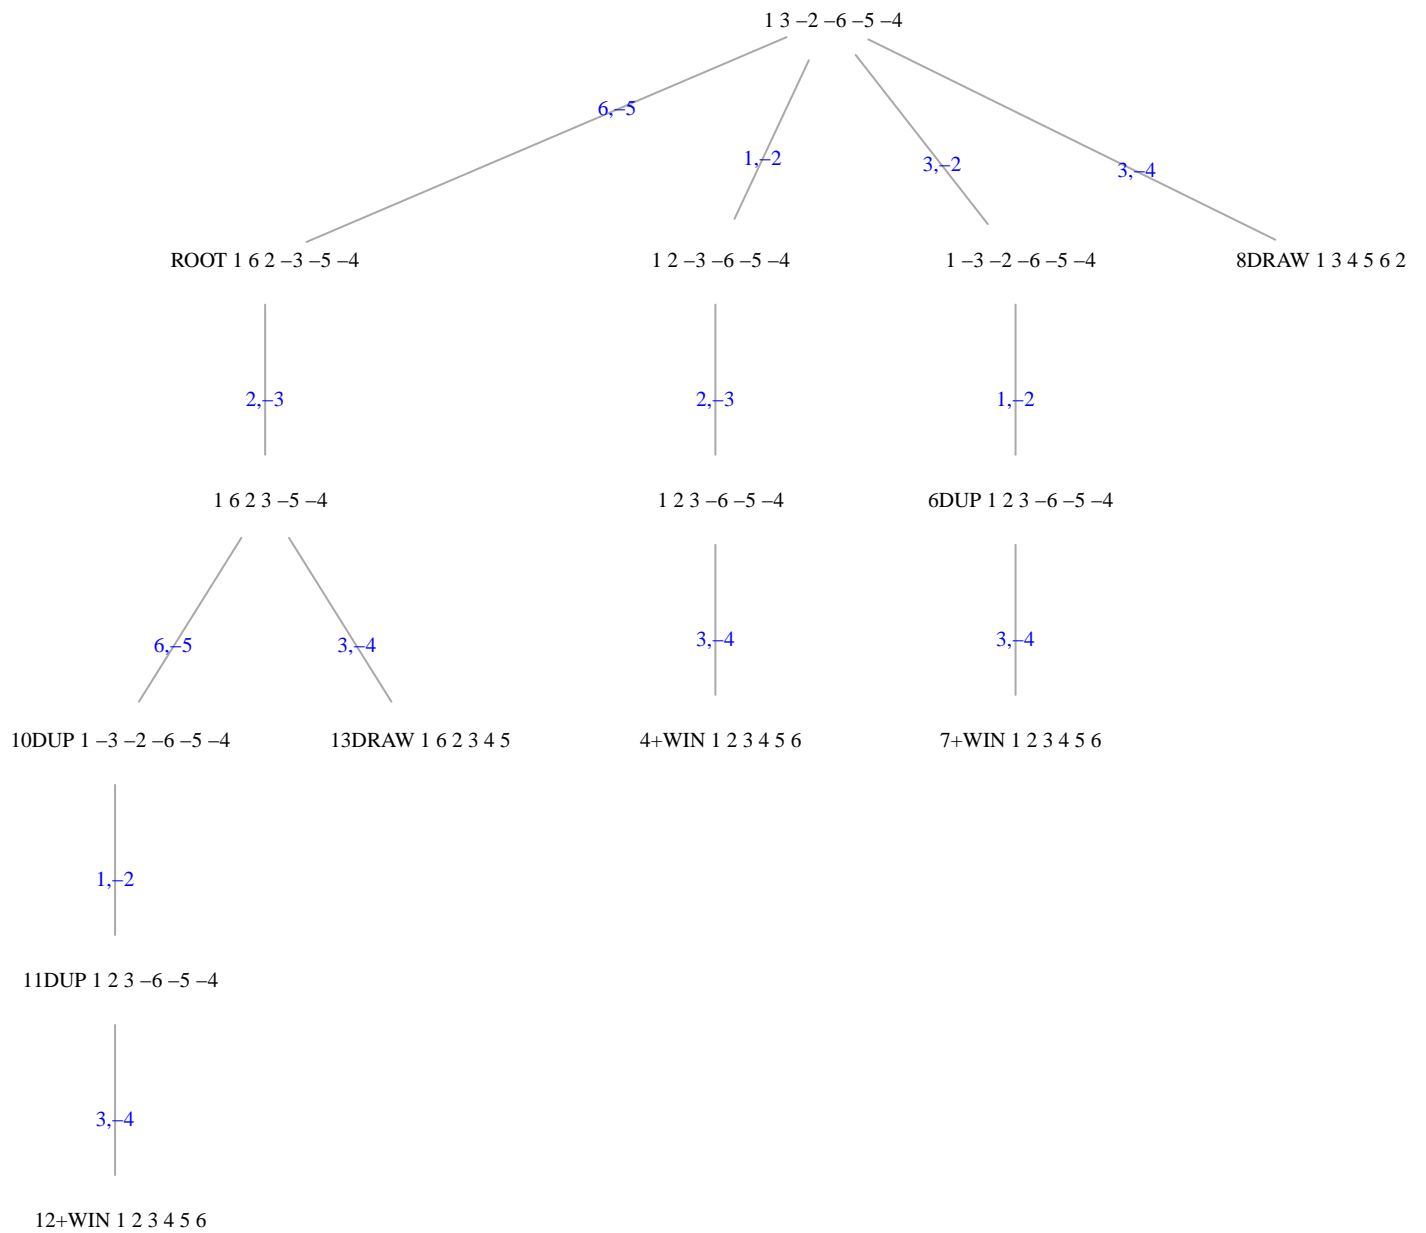 1 3 –2 –6 –5 –4
6,–5
1,–2
3,–2
3,–4
ROOT 1 6 2 –3 –5 –4
1 2 –3 –6 –5 –4
1 –3 –2 –6 –5 –4
8DRAW 1 3 4 5 6 2
2,–3
2,–3
1,–2
1 6 2 3 –5 –4
1 2 3 –6 –5 –4
6DUP 1 2 3 –6 –5 –4
6,–5
3,–4
3,–4
3,–4
10DUP 1 –3 –2 –6 –5 –4
13DRAW 1 6 2 3 4 5
4+WIN 1 2 3 4 5 6
7+WIN 1 2 3 4 5 6
1,–2
11DUP 1 2 3 –6 –5 –4
3,–4
12+WIN 1 2 3 4 5 6